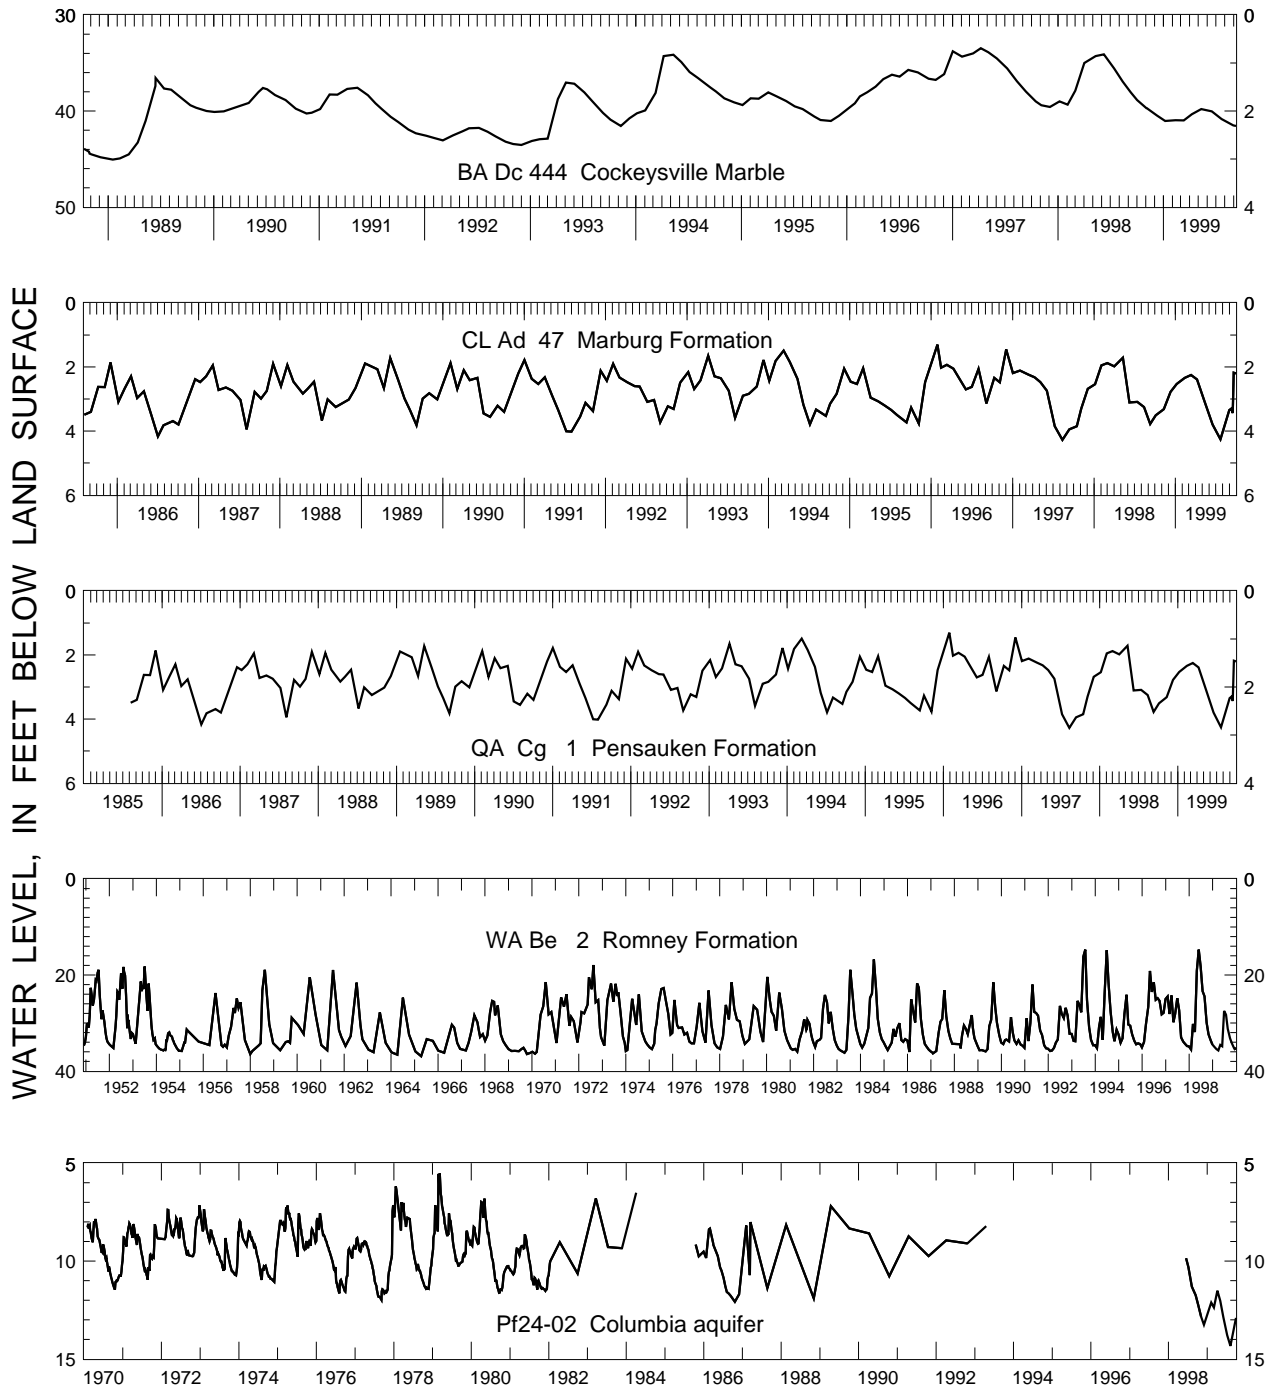 WATER LEVEL, IN FEET BELOW LAND SURFACE
30 0
40 2
BA Dc 444 Cockeysville Marble
50 4
1989 1990 1991 1992 1993 1994 1995 1996 1997 1998 1999
0 0
CL Ad 47 Marburg Formation
2 2
4 4
6 6
1986 1987 1988 1989 1990 1991 1992 1993 1994 1995 1996 1997 1998 1999
0 0
2 2
4
QA Cg 1 Pensauken Formation
6 4
1985 1986 1987 1988 1989 1990 1991 1992 1993 1994 1995 1996 1997 1998 1999
0 0
WA Be 2 Romney Formation
20 20
40 40
1952 1954 1956 1958 1960 1962 1964 1966 1968 1970 1972 1974 1976 1978 1980 1982 1984 1986 1988 1990 1992 1994 1996 1998
5 5
10 10
Pf24-02 Columbia aquifer
15 15
1970 1972 1974 1976 1978 1980 1982 1984 1986 1988 1990 1992 1994 1996 1998